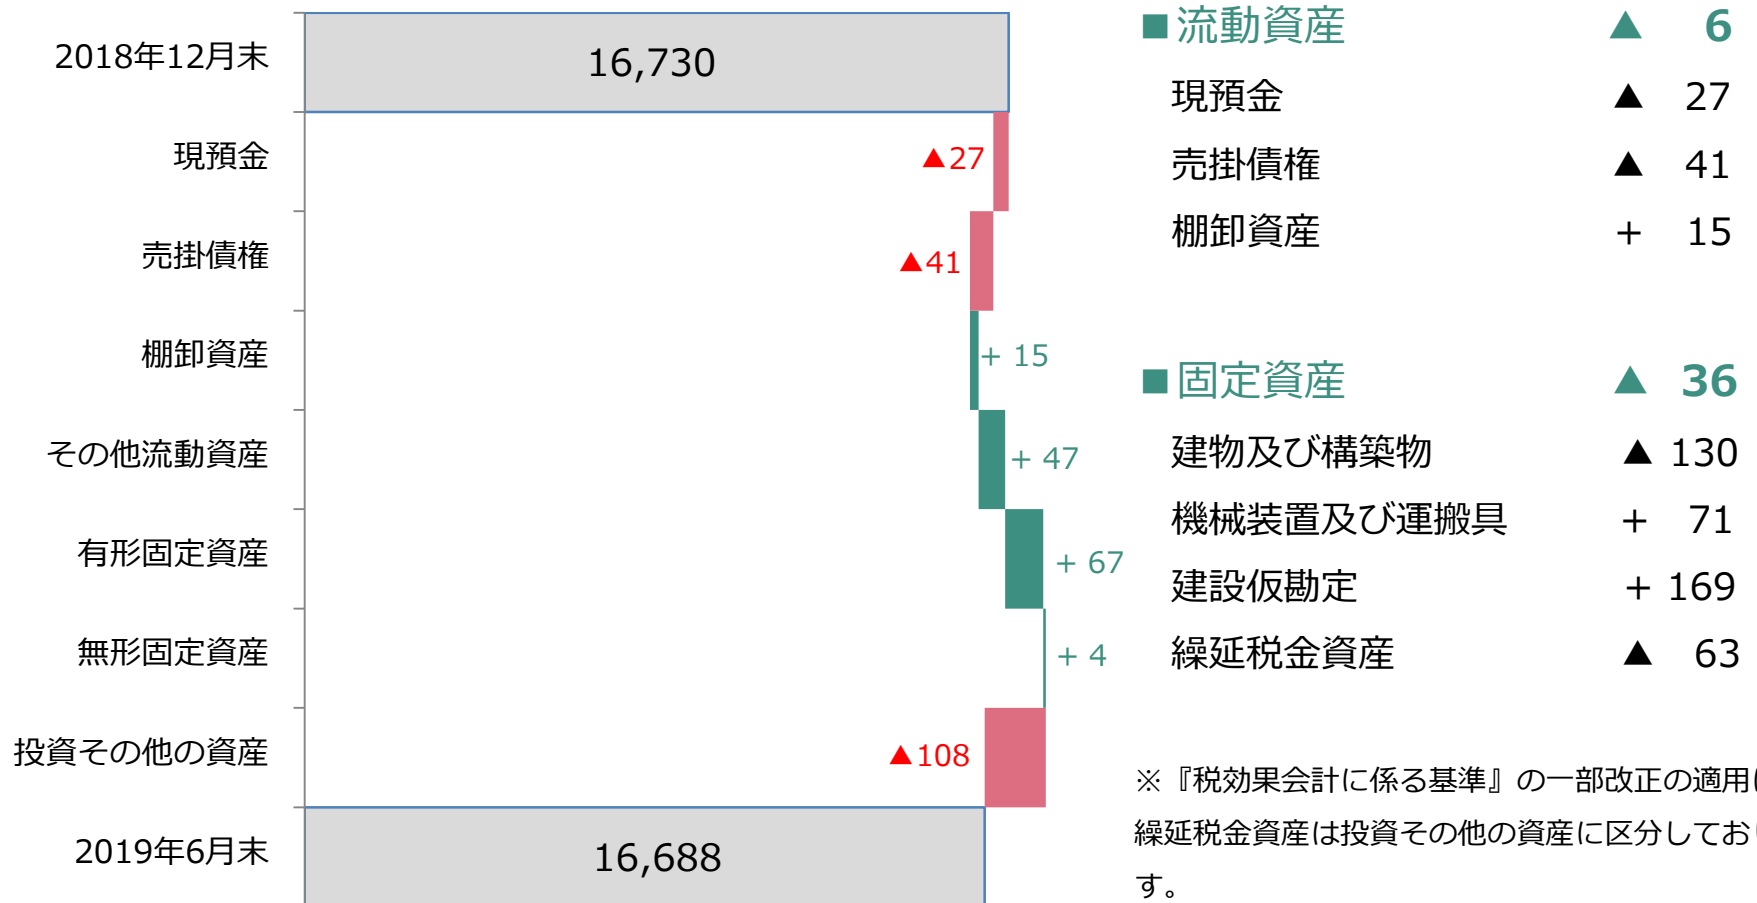 2018年12月末
16,730
現預金
▲27
売掛債権
▲41
棚卸資産
+ 15
その他流動資産
+ 47
有形固定資産
+ 67
無形固定資産
+ 4
投資その他の資産
▲108
2019年6月末
16,688
■流動資産 ▲ 6
現預金 ▲ 27
売掛債権 ▲ 41
棚卸資産 + 15
■固定資産 ▲ 36
建物及び構築物 ▲ 130
機械装置及び運搬具 + 71
建設仮勘定 + 169
繰延税金資産 ▲ 63
※『税効果会計に係る基準』の一部改正の適用
繰延税金資産は投資その他の資産に区分してお
す。